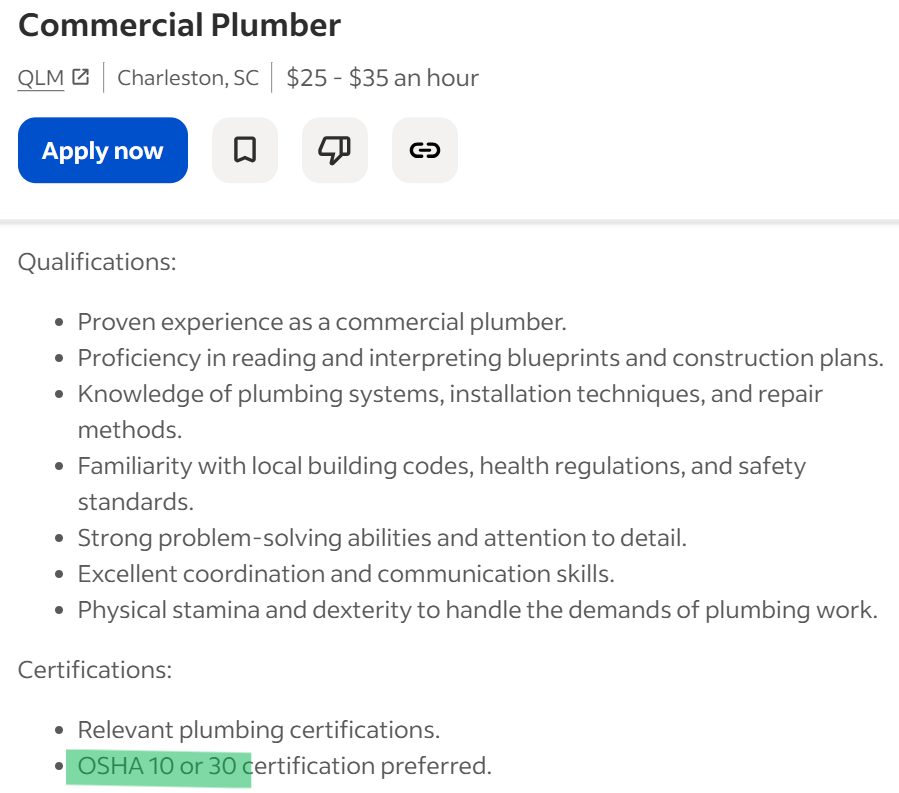 Commercial Plumber
QLM | Charleston, SC | $25 - $35 an hour
Apply now
Qualifications:
• Proven experience as a commercial plumber.
• Proficiency in reading and interpreting blueprints and construction plans.
• Knowledge of plumbing systems, installation techniques, and repair
methods.
• Familiarity with local building codes, health regulations, and safety
standards.
• Strong problem-solving abilities and attention to detail.
• Excellent coordination and communication skills.
• Physical stamina and dexterity to handle the demands of plumbing work.
Certifications:
• Relevant plumbing certifications.
• OSHA 10 or 30 certification preferred.